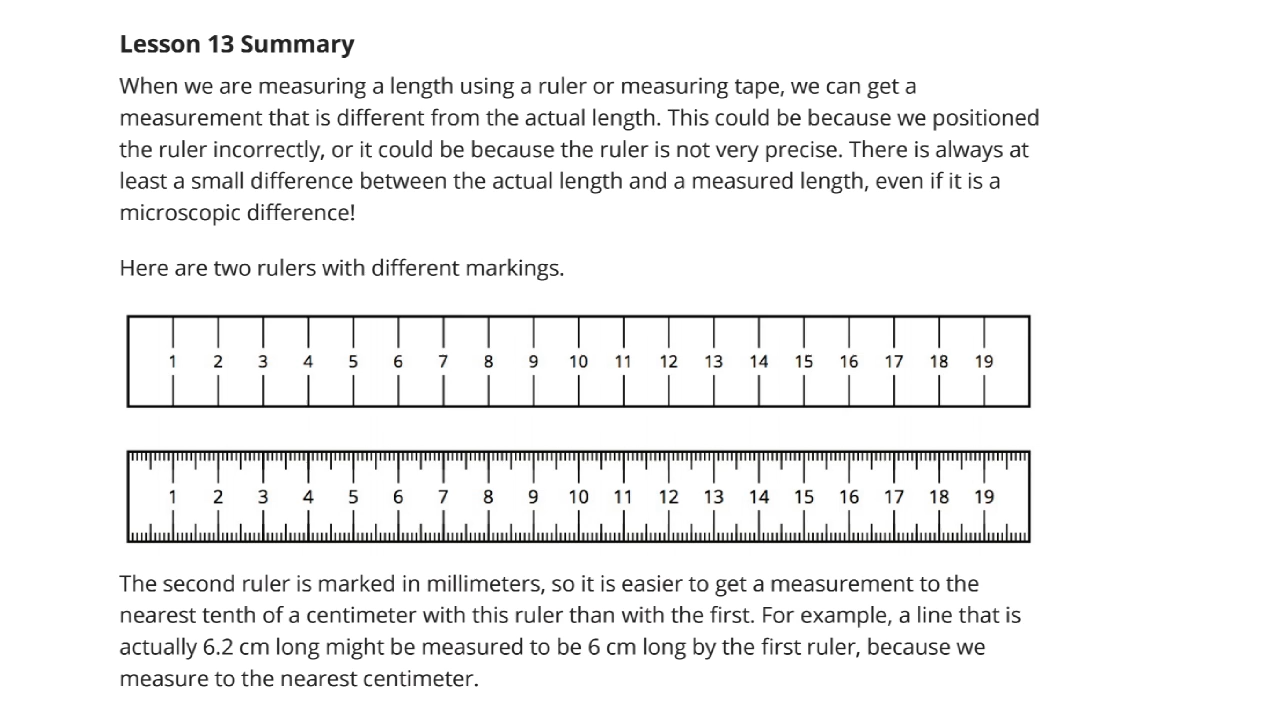 Lesson 13 Summary
When we are measuring a length using a ruler or measuring tape, we can get a
measurement that is different from the actual length. This could be because we positioned
the ruler incorrectly, or it could be because the ruler is not very precise. There is always at
least a small difference between the actual length and a measured length, even if it is a
microscopic difference!
Here are two rulers with different markings.
1 2 3 4 5 6 7 8 9 10 11 12 13 14 15 16 17 18 19
1 2 3 4 5 6 7 8 9 10 11 12 13 14 15 16 17 18 19
The second ruler is marked in millimeters, so it is easier to get a measurement to the
nearest tenth of a centimeter with this ruler than with the first. For example, a line that is
actually 6.2 cm long might be measured to be 6 cm long by the first ruler, because we
measure to the nearest centimeter.